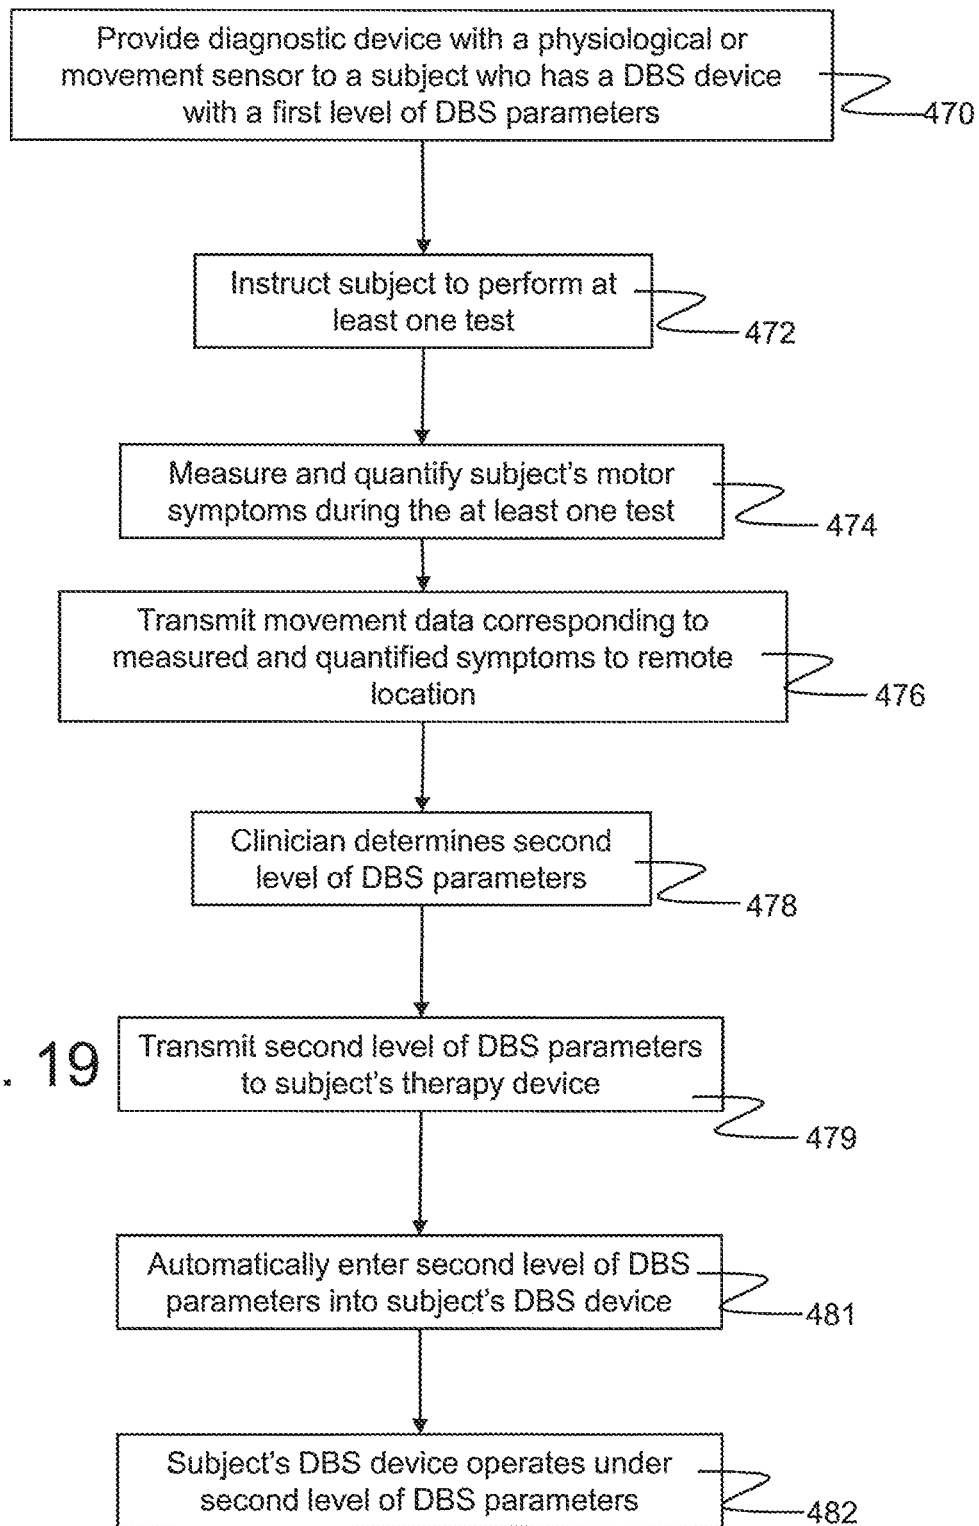 Provide diagnostic device with a physiological or
movement sensor to a subject who has a DBS device
with a first level of DBS parameters
470
Instruct subject to perform at
least one test
472
Measure and quantify subject's motor
symptoms during the at least one test
474
Transmit movement data corresponding to
measured and quantified symptoms to remote
location
476
Clinician determines second
level of DBS parameters
478
. 19
Transmit second level of DBS parameters
to subject's therapy device
479
Automatically enter second level of DBS
parameters into subject's DBS device
481
Subject's DBS device operates under
second level of DBS parameters
482